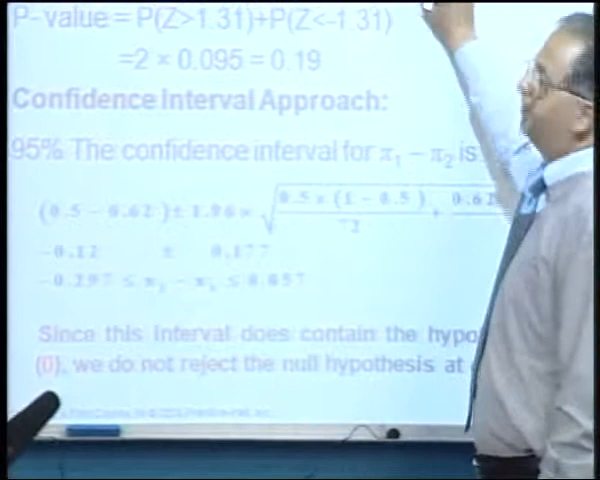 P-value = P(Z>1.31)+P(Z<-1.31)
=2 × 0.095 = 0.19
Confidence Interval Approach:
95% The confidence interval for π₁ − π₂ is
(0.5 − 0.62) ± 1.96 × √ 0.5 × (1 − 0.5) / 72 + 0.62
-0.12 ± 0.177
-0.297 ≤ π₁ − π₂ ≤ 0.057
Since this interval does contain the hypo
(0), we do not reject the null hypothesis at